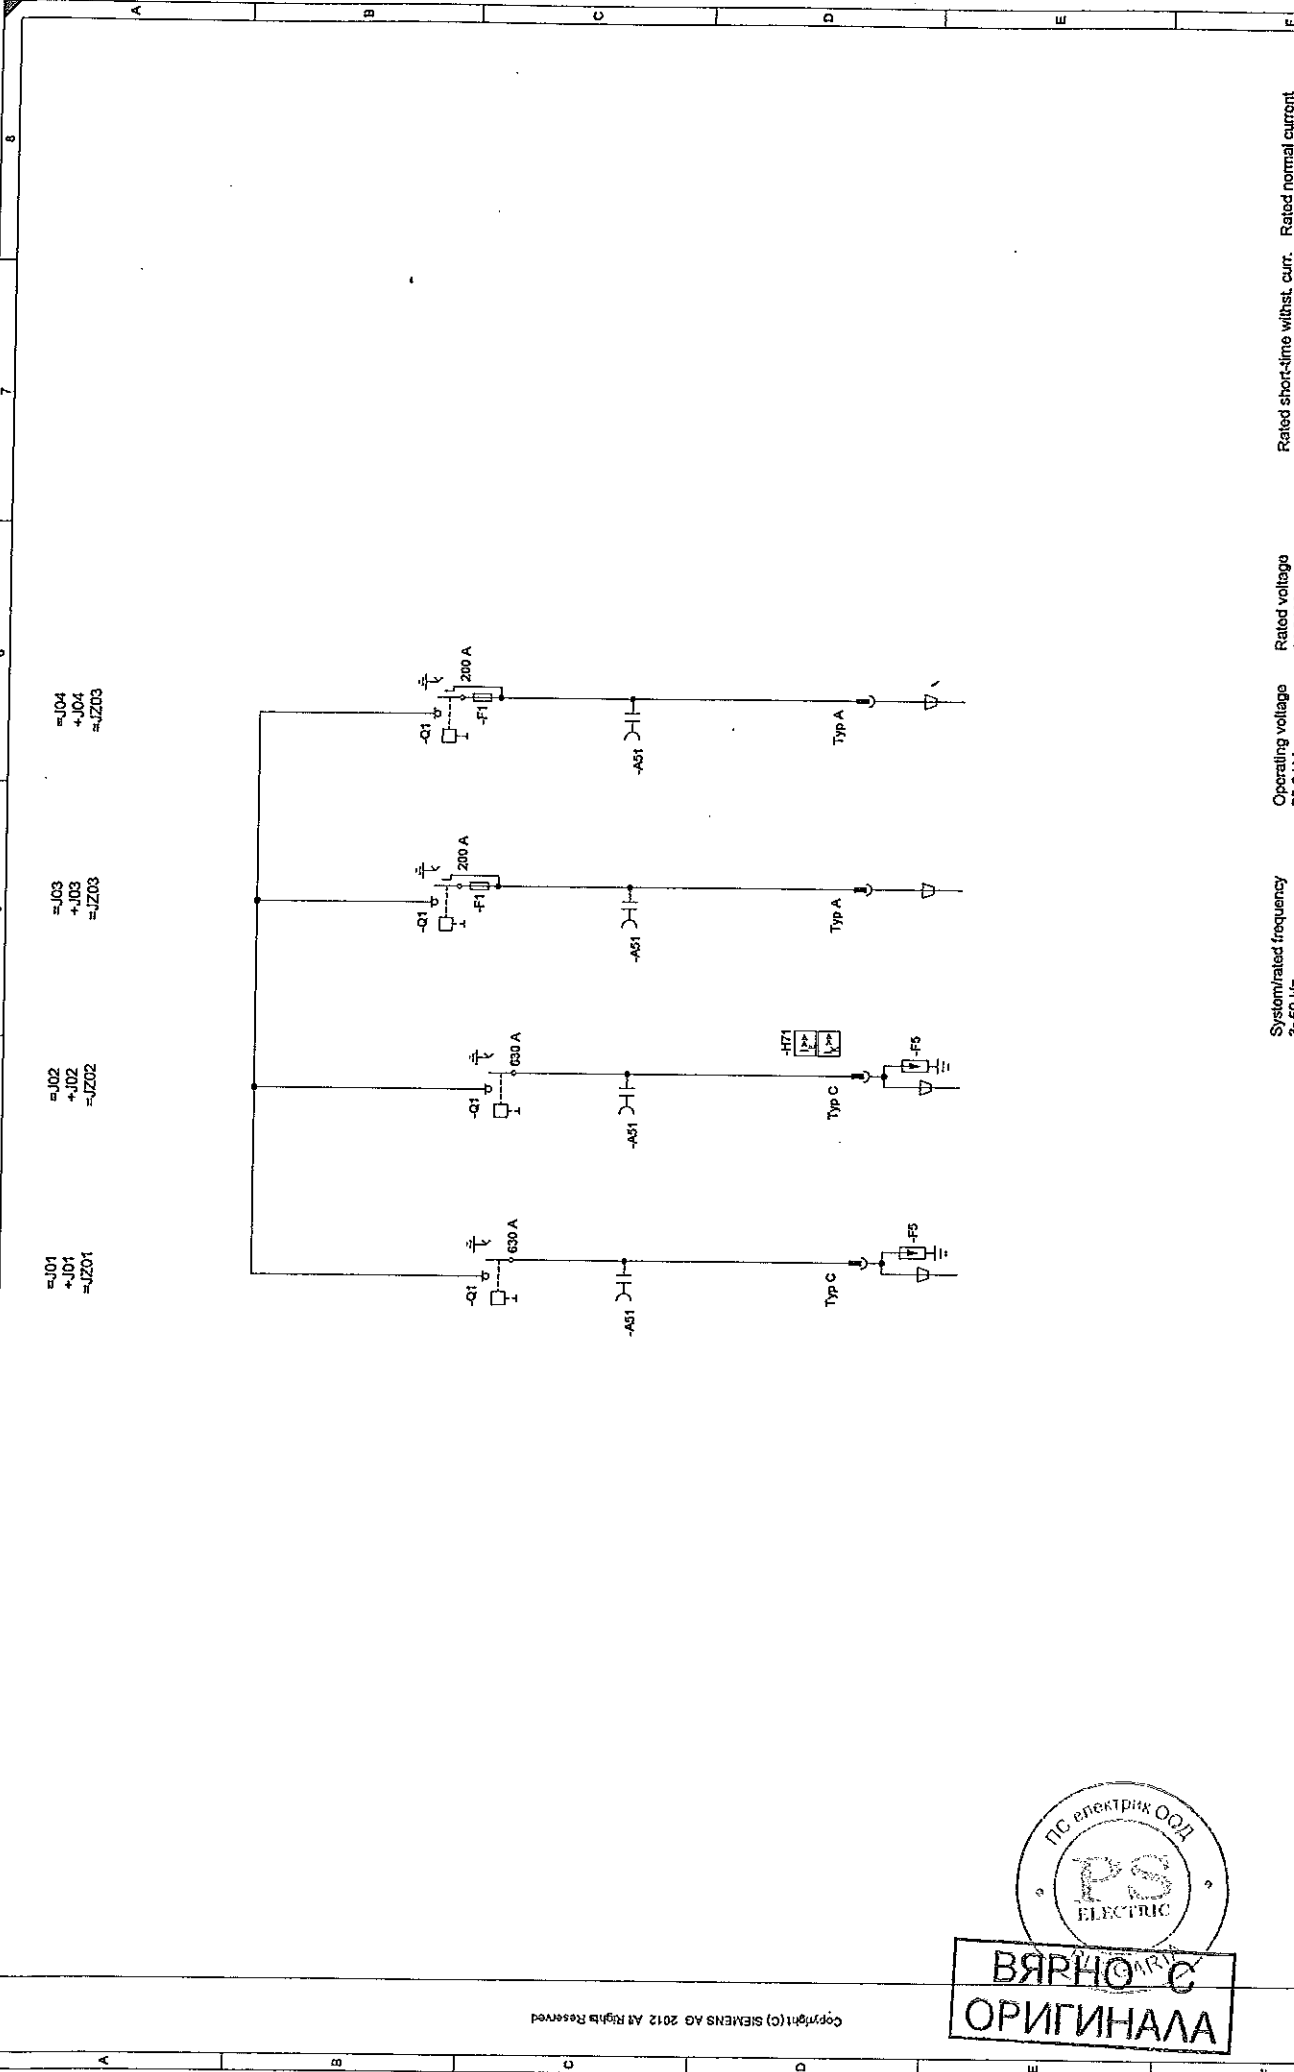 A
B
C
D
E
F
8
7
=J01
+J01
=JZ01
=J02
+J02
=JZ02
=J03
+J03
=JZ03
=J04
+J04
=JZ03
-Q1
630 A
-A51
Typ C
-F5
-Q1
630 A
-A51
-H71
Typ C
-F5
-Q1
200 A
-F1
-A51
Typ A
-Q1
200 A
-F1
-A51
Typ A
System/rated frequency
Operating voltage
Rated voltage
Rated short-time withst. curr.
Rated normal current
Copyright (C) SIEMENS AG 2012 All Rights Reserved
ПС електрик ООД
PS
ELECTRIC
ВЯРНО С
ОРИГИНАЛА
A
B
C
D
E